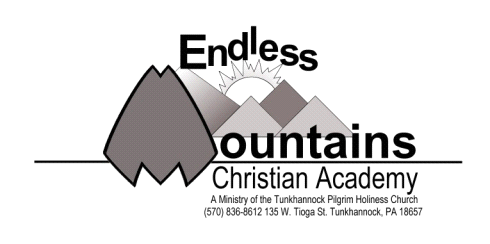 Endless
Mountains
Christian Academy
A Ministry of the Tunkhannock Pilgrim Holiness Church
(570) 836-8612 135 W. Tioga St. Tunkhannock, PA 18657